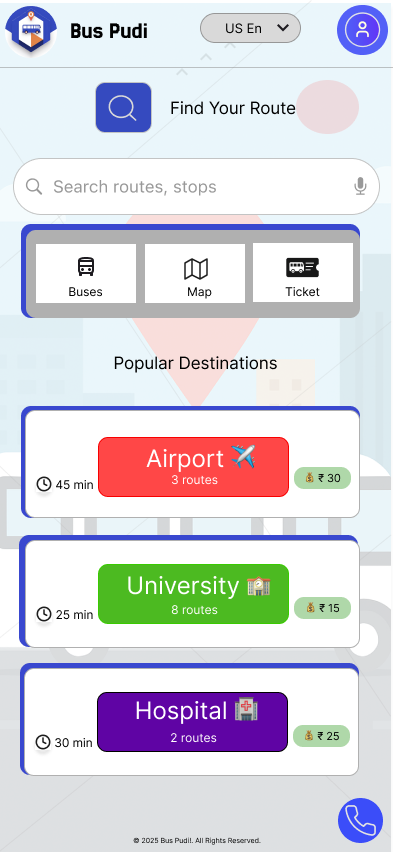 Bus Pudi
US En
Find Your Route
Search routes, stops
Buses
Map
Ticket
Popular Destinations
Airport
3 routes
45 min
₹ 30
University
8 routes
25 min
₹ 15
Hospital
2 routes
30 min
₹ 25
© 2025 Bus Pudil. All Rights Reserved.